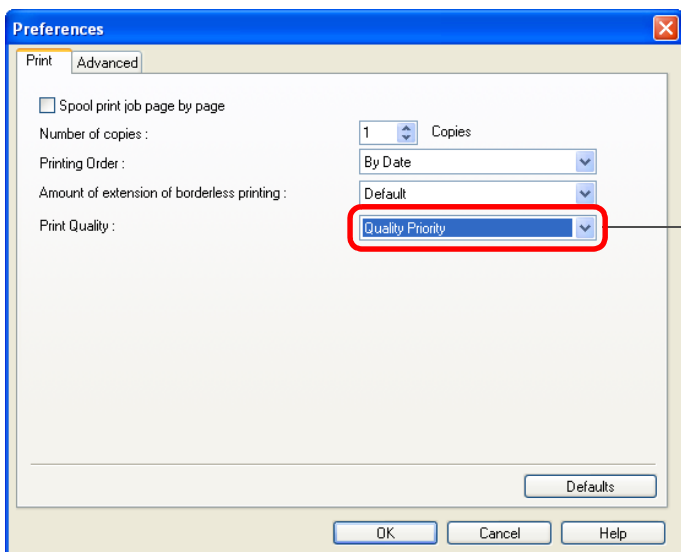 Preferences
Print Advanced
Spool print job page by page
Number of copies : 1 Copies
Printing Order : By Date
Amount of extension of borderless printing : Default
Print Quality : Quality Priority
Defaults
OK Cancel Help